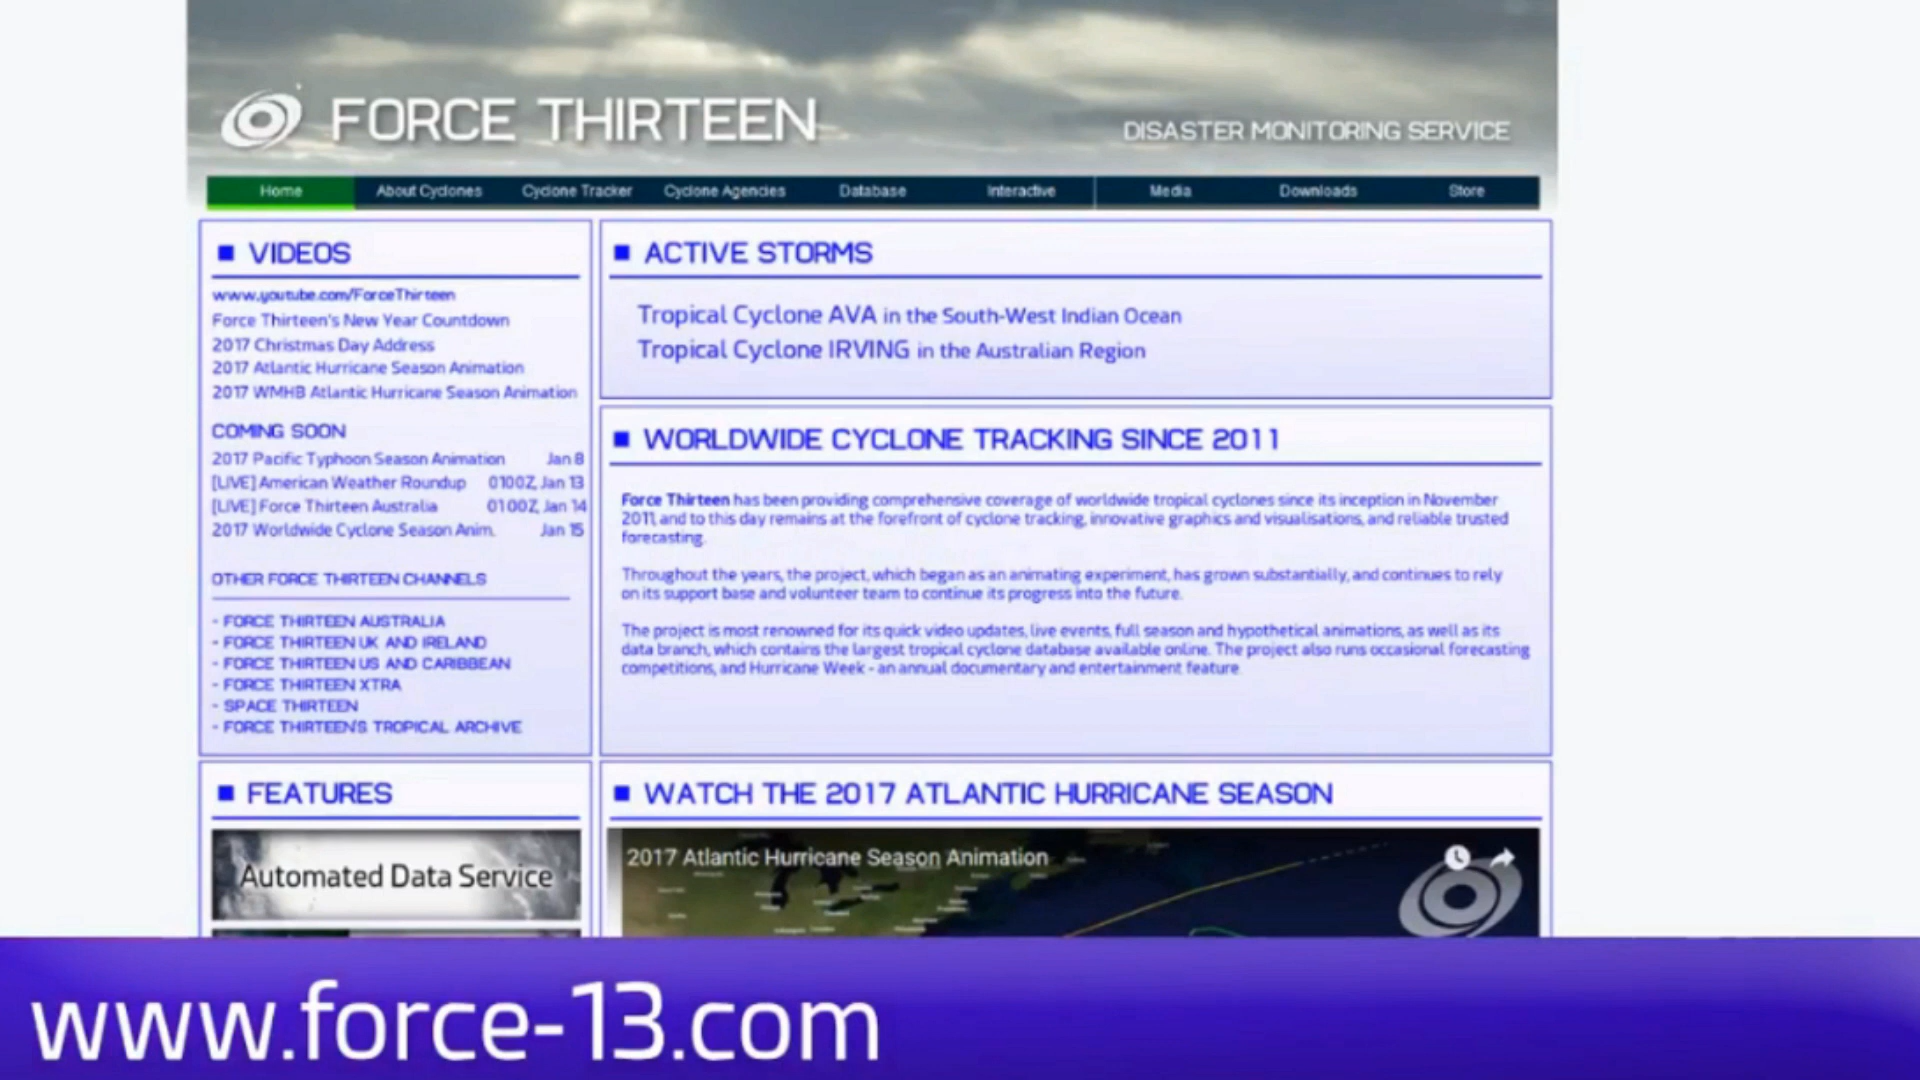 FORCE THIRTEEN
DISASTER MONITORING SERVICE
Home About Cyclones Cyclone Tracker Cyclone Agencies Database Interactive Media Downloads Store
VIDEOS
www.youtube.com/ForceThirteen
Force Thirteen's New Year Countdown
2017 Christmas Day Address
2017 Atlantic Hurricane Season Animation
2017 WMHB Atlantic Hurricane Season Animation
COMING SOON
2017 Pacific Typhoon Season Animation Jan 8
[LIVE] American Weather Roundup 0100Z, Jan 13
[LIVE] Force Thirteen Australia 0100Z, Jan 14
2017 Worldwide Cyclone Season Anim. Jan 15
OTHER FORCE THIRTEEN CHANNELS
- FORCE THIRTEEN AUSTRALIA
- FORCE THIRTEEN UK AND IRELAND
- FORCE THIRTEEN US AND CARIBBEAN
- FORCE THIRTEEN XTRA
- SPACE THIRTEEN
- FORCE THIRTEEN'S TROPICAL ARCHIVE
ACTIVE STORMS
Tropical Cyclone AVA in the South-West Indian Ocean
Tropical Cyclone IRVING in the Australian Region
WORLDWIDE CYCLONE TRACKING SINCE 2011
Force Thirteen has been providing comprehensive coverage of worldwide tropical cyclones since its inception in November
2011, and to this day remains at the forefront of cyclone tracking, innovative graphics and visualisations, and reliable trusted
forecasting.
Throughout the years, the project, which began as an animating experiment, has grown substantially, and continues to rely
on its support base and volunteer team to continue its progress into the future.
The project is most renowned for its quick video updates, live events, full season and hypothetical animations, as well as its
data branch, which contains the largest tropical cyclone database available online. The project also runs occasional forecasting
competitions, and Hurricane Week - an annual documentary and entertainment feature.
FEATURES
Automated Data Service
WATCH THE 2017 ATLANTIC HURRICANE SEASON
2017 Atlantic Hurricane Season Animation
www.force-13.com